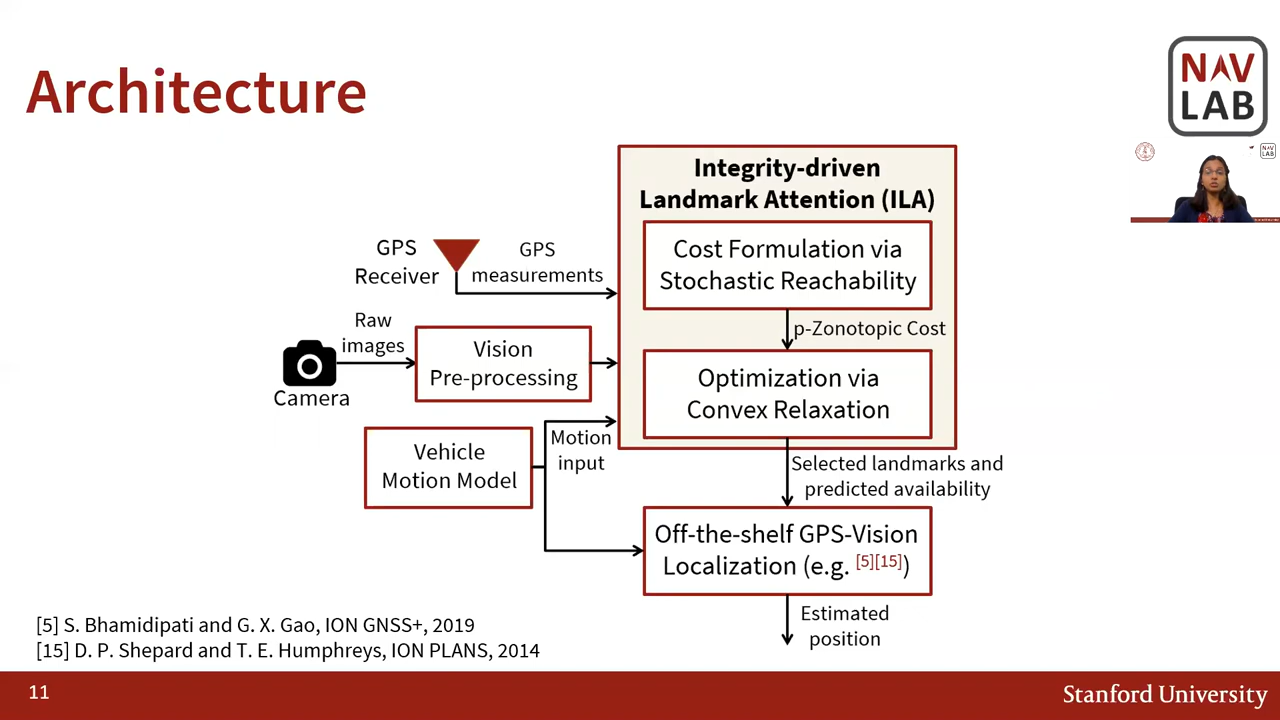 Architecture
NAV
LAB
NAV
LAB
Integrity-driven
Landmark Attention (ILA)
GPS
Receiver
GPS
measurements
Cost Formulation via
Stochastic Reachability
p-Zonotopic Cost
Raw
images
Camera
Vision
Pre-processing
Optimization via
Convex Relaxation
Vehicle
Motion Model
Motion
input
Selected landmarks and
predicted availability
Off-the-shelf GPS-Vision
Localization (e.g. [5][15])
Estimated
position
[5] S. Bhamidipati and G. X. Gao, ION GNSS+, 2019
[15] D. P. Shepard and T. E. Humphreys, ION PLANS, 2014
11
Stanford University